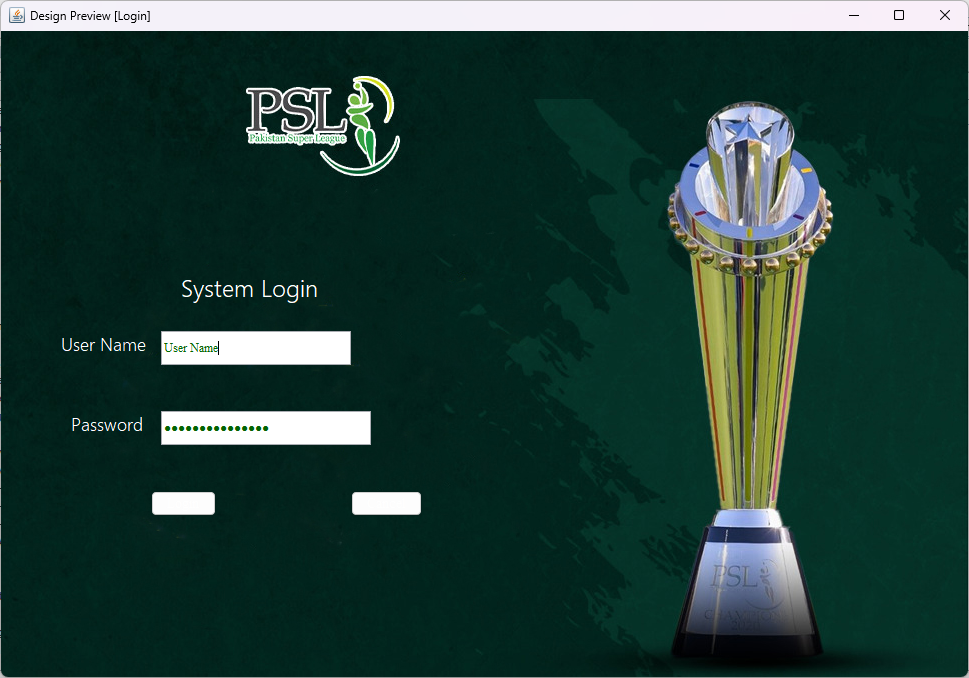 Design Preview [Login]
PSL
Pakistan Super League
System Login
User Name
User Name
Password
PSL